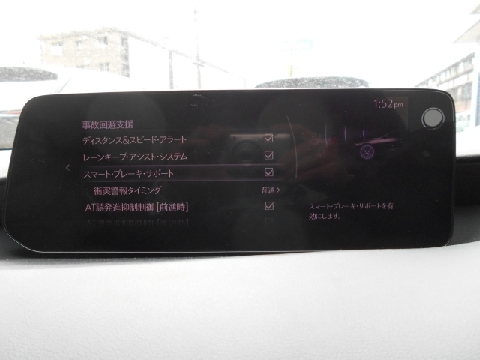 1:52 pm
事故回避支援
ディスタンス&スピード・アラート
レーンキープ・アシスト・システム
スマート・ブレーキ・サポート
衝突警報タイミング 普通 >
AT誤発進抑制制御 [前進時]
スマート・ブレーキ・サポートを有
効にします。